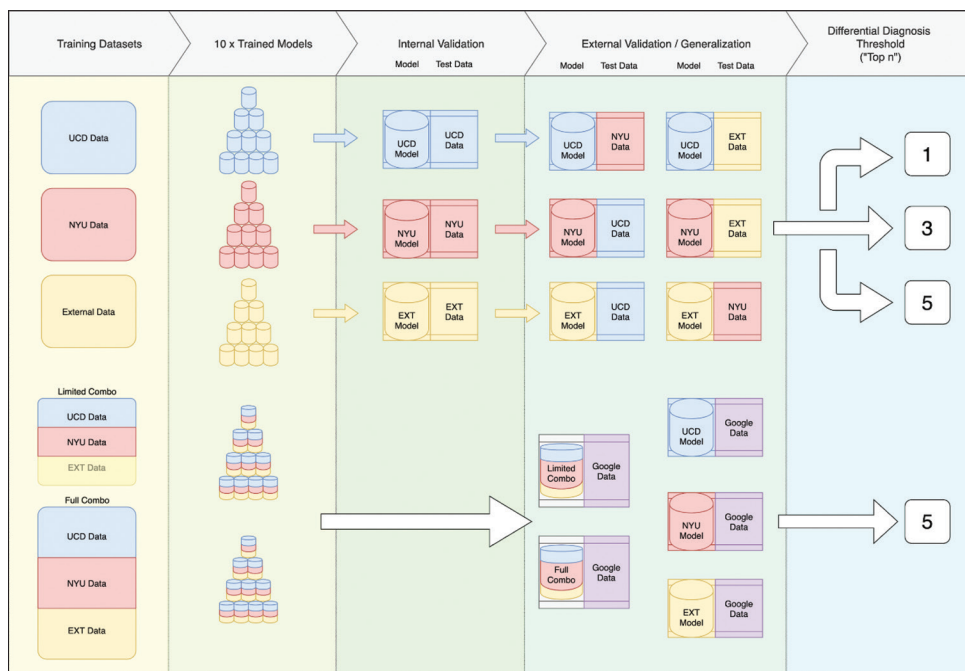 Training Datasets
10 x Trained Models
Internal Validation
Model Test Data
External Validation / Generalization
Model Test Data Model Test Data
Differential Diagnosis
Threshold
("Top n")
UCD Data
UCD
Model
UCD
Data
UCD
Model
NYU
Data
UCD
Model
EXT
Data
1
NYU Data
NYU
Model
NYU
Data
NYU
Model
UCD
Data
NYU
Model
EXT
Data
3
External Data
EXT
Model
EXT
Data
EXT
Model
UCD
Data
EXT
Model
NYU
Data
5
Limited Combo
UCD Data
NYU Data
EXT Data
Full Combo
UCD Data
NYU Data
EXT Data
Limited
Combo
Google
Data
Full
Combo
Google
Data
UCD
Model
Google
Data
NYU
Model
Google
Data
EXT
Model
Google
Data
5